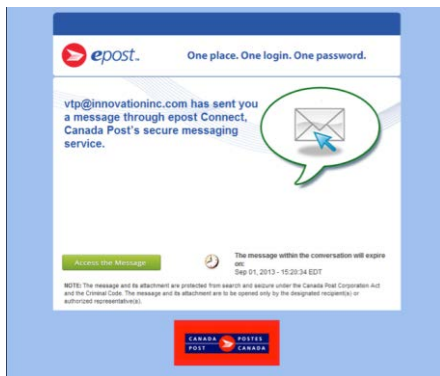 epost™
One place. One login. One password.
vtp@innovationinc.com has sent you
a message through epost Connect,
Canada Post's secure messaging
service.
Access the Message
The message within the conversation will expire
on:
Sep 01, 2013 - 15:20:34 EDT
NOTE: The message and its attachment are protected from search and seizure under the Canada Post Corporation Act
and the Criminal Code. The message and its attachment are to be opened only by the designated recipient(s) or
authorized representative(s).
CANADA POSTES
POST CANADA